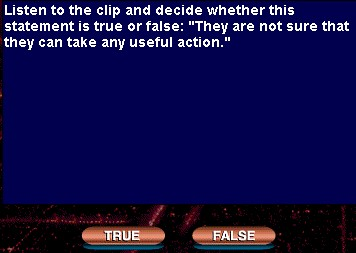 Listen to the clip and decide whether this
statement is true or false: "They are not sure that
they can take any useful action."
TRUE
FALSE